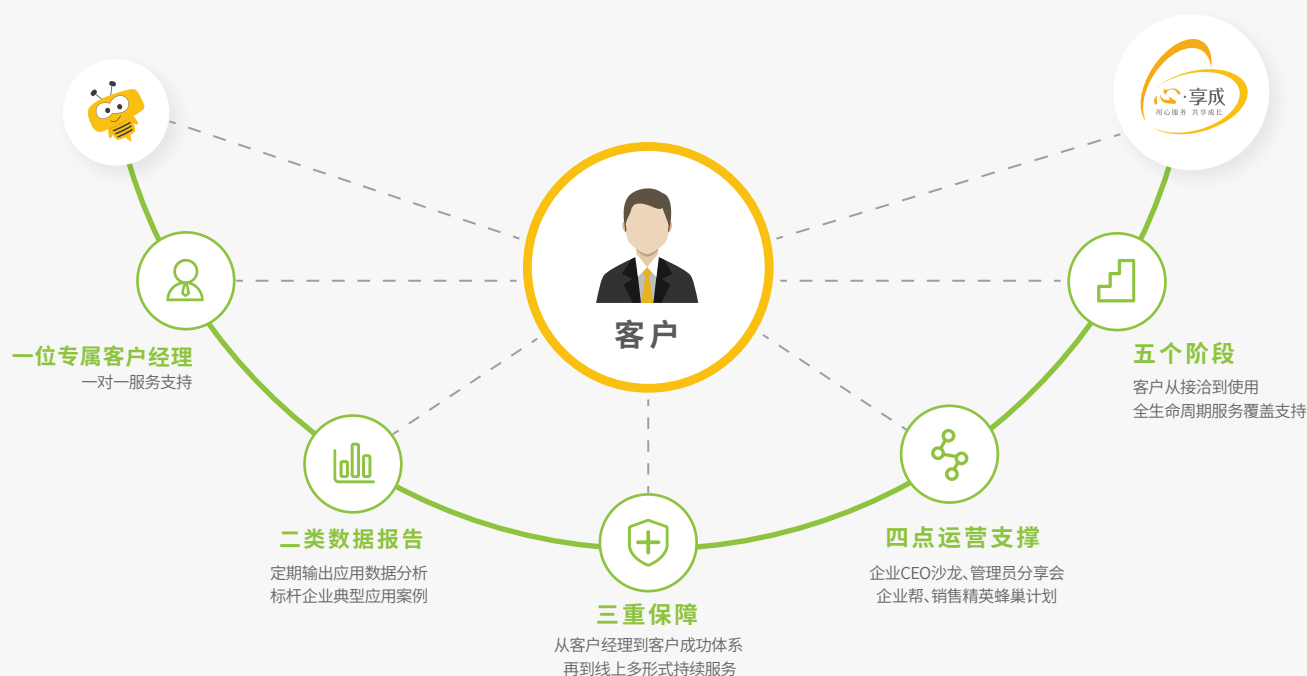 心·享成
用心服务 共享成长
客户
一位专属客户经理
一对一服务支持
二类数据报告
定期输出应用数据分析
标杆企业典型应用案例
三重保障
从客户经理到客户成功体系
再到线上多形式持续服务
四点运营支撑
企业CEO沙龙、管理员分享会
企业帮、销售精英蜂巢计划
五个阶段
客户从接洽到使用
全生命周期服务覆盖支持